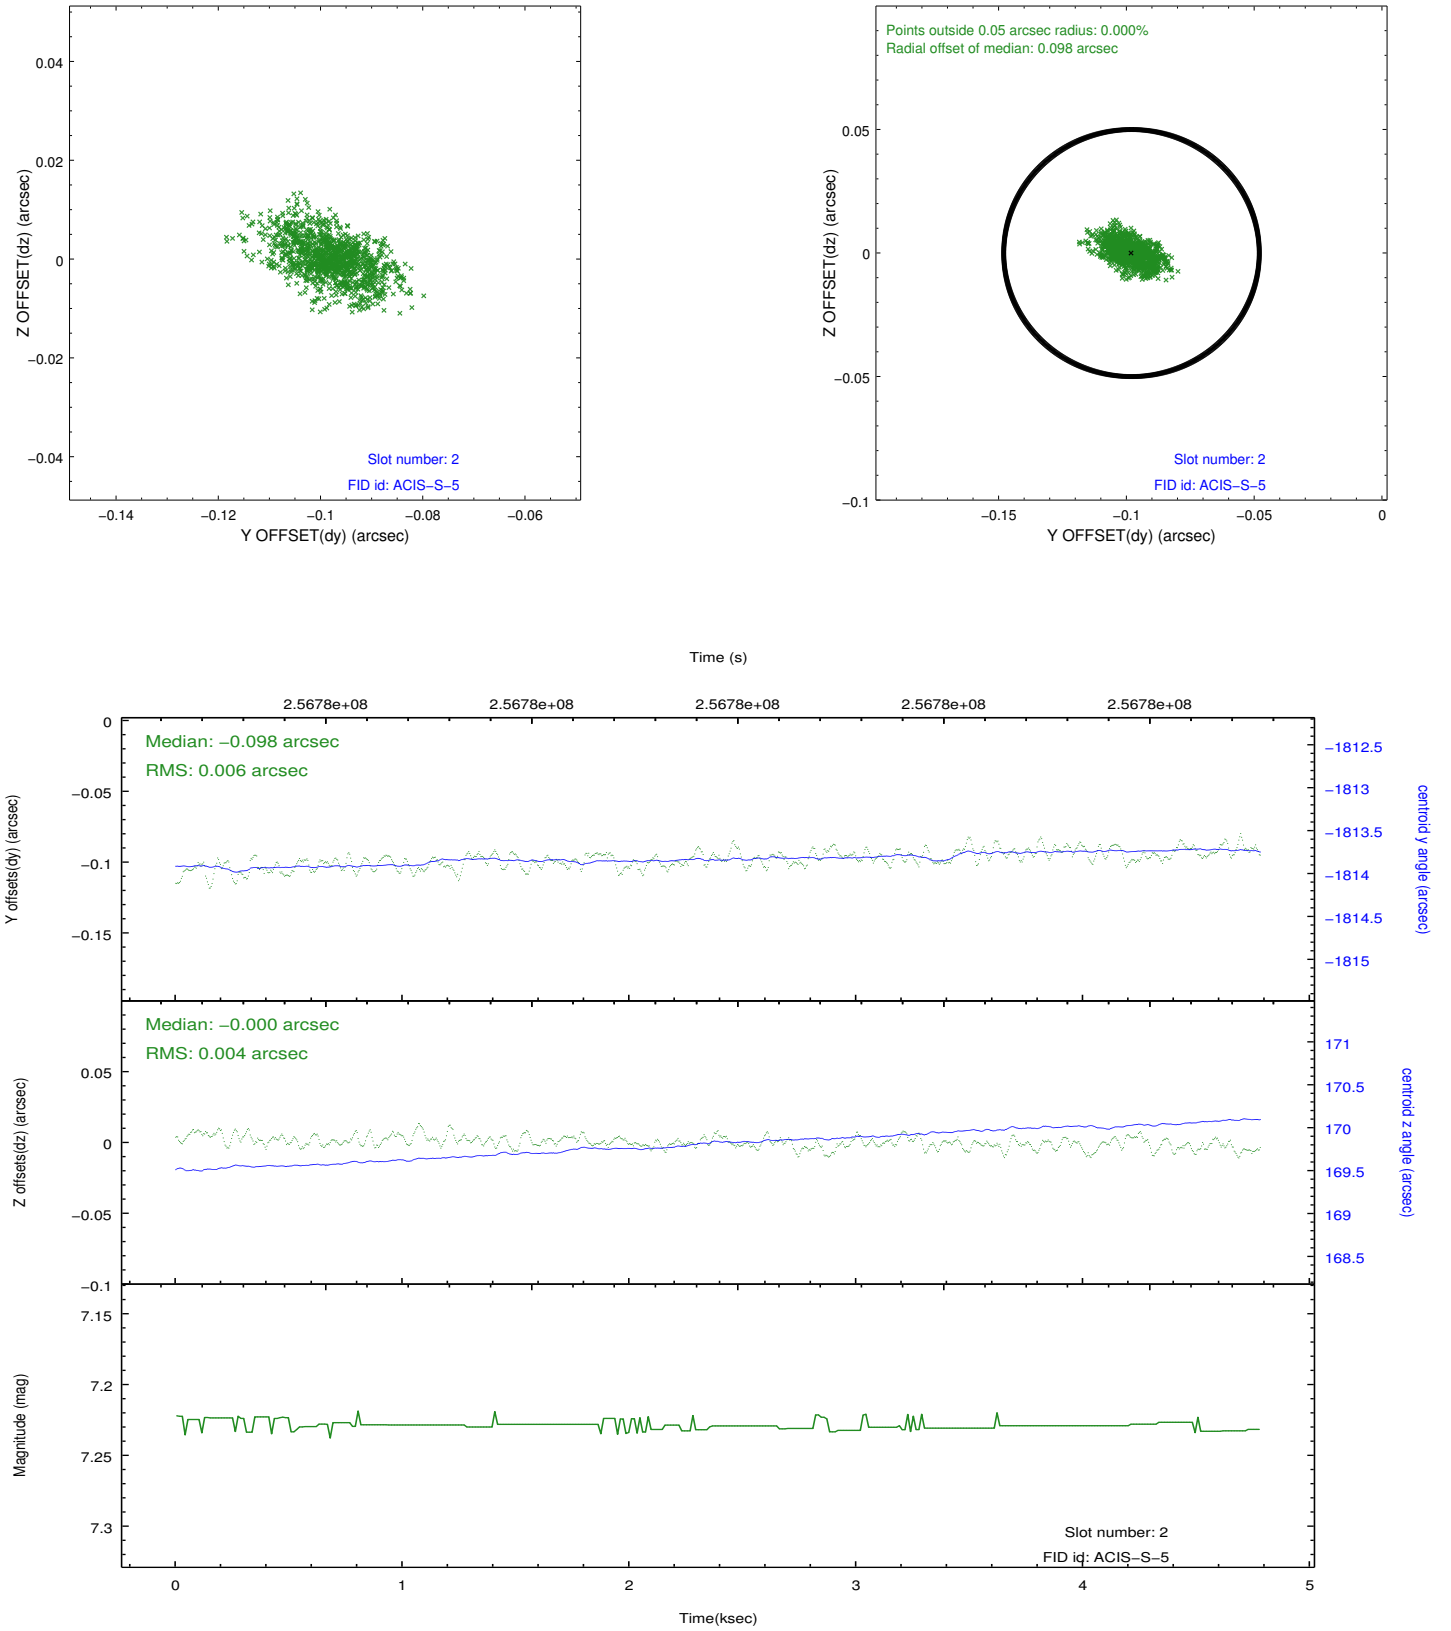 0.04
0.02
0
−0.02
−0.04
Z OFFSET(dz) (arcsec)
Slot number: 2
FID id: ACIS−S−5
−0.14
−0.12
−0.1
−0.08
−0.06
Y OFFSET(dy) (arcsec)
Points outside 0.05 arcsec radius: 0.000%
Radial offset of median: 0.098 arcsec
0.05
0
−0.05
−0.1
Z OFFSET(dz) (arcsec)
Slot number: 2
FID id: ACIS−S−5
−0.15
−0.1
−0.05
0
Y OFFSET(dy) (arcsec)
Time (s)
2.5678e+08
2.5678e+08
2.5678e+08
2.5678e+08
2.5678e+08
0
−0.05
−0.1
−0.15
Y offsets(dy) (arcsec)
Median: −0.098 arcsec
RMS: 0.006 arcsec
−1812.5
−1813
−1813.5
−1814
−1814.5
−1815
centroid y angle (arcsec)
0.05
0
−0.05
−0.1
Z offsets(dz) (arcsec)
Median: −0.000 arcsec
RMS: 0.004 arcsec
171
170.5
170
169.5
169
168.5
centroid z angle (arcsec)
7.15
7.2
7.25
7.3
Magnitude (mag)
Slot number: 2
FID id: ACIS−S−5
0
1
2
3
4
5
Time(ksec)